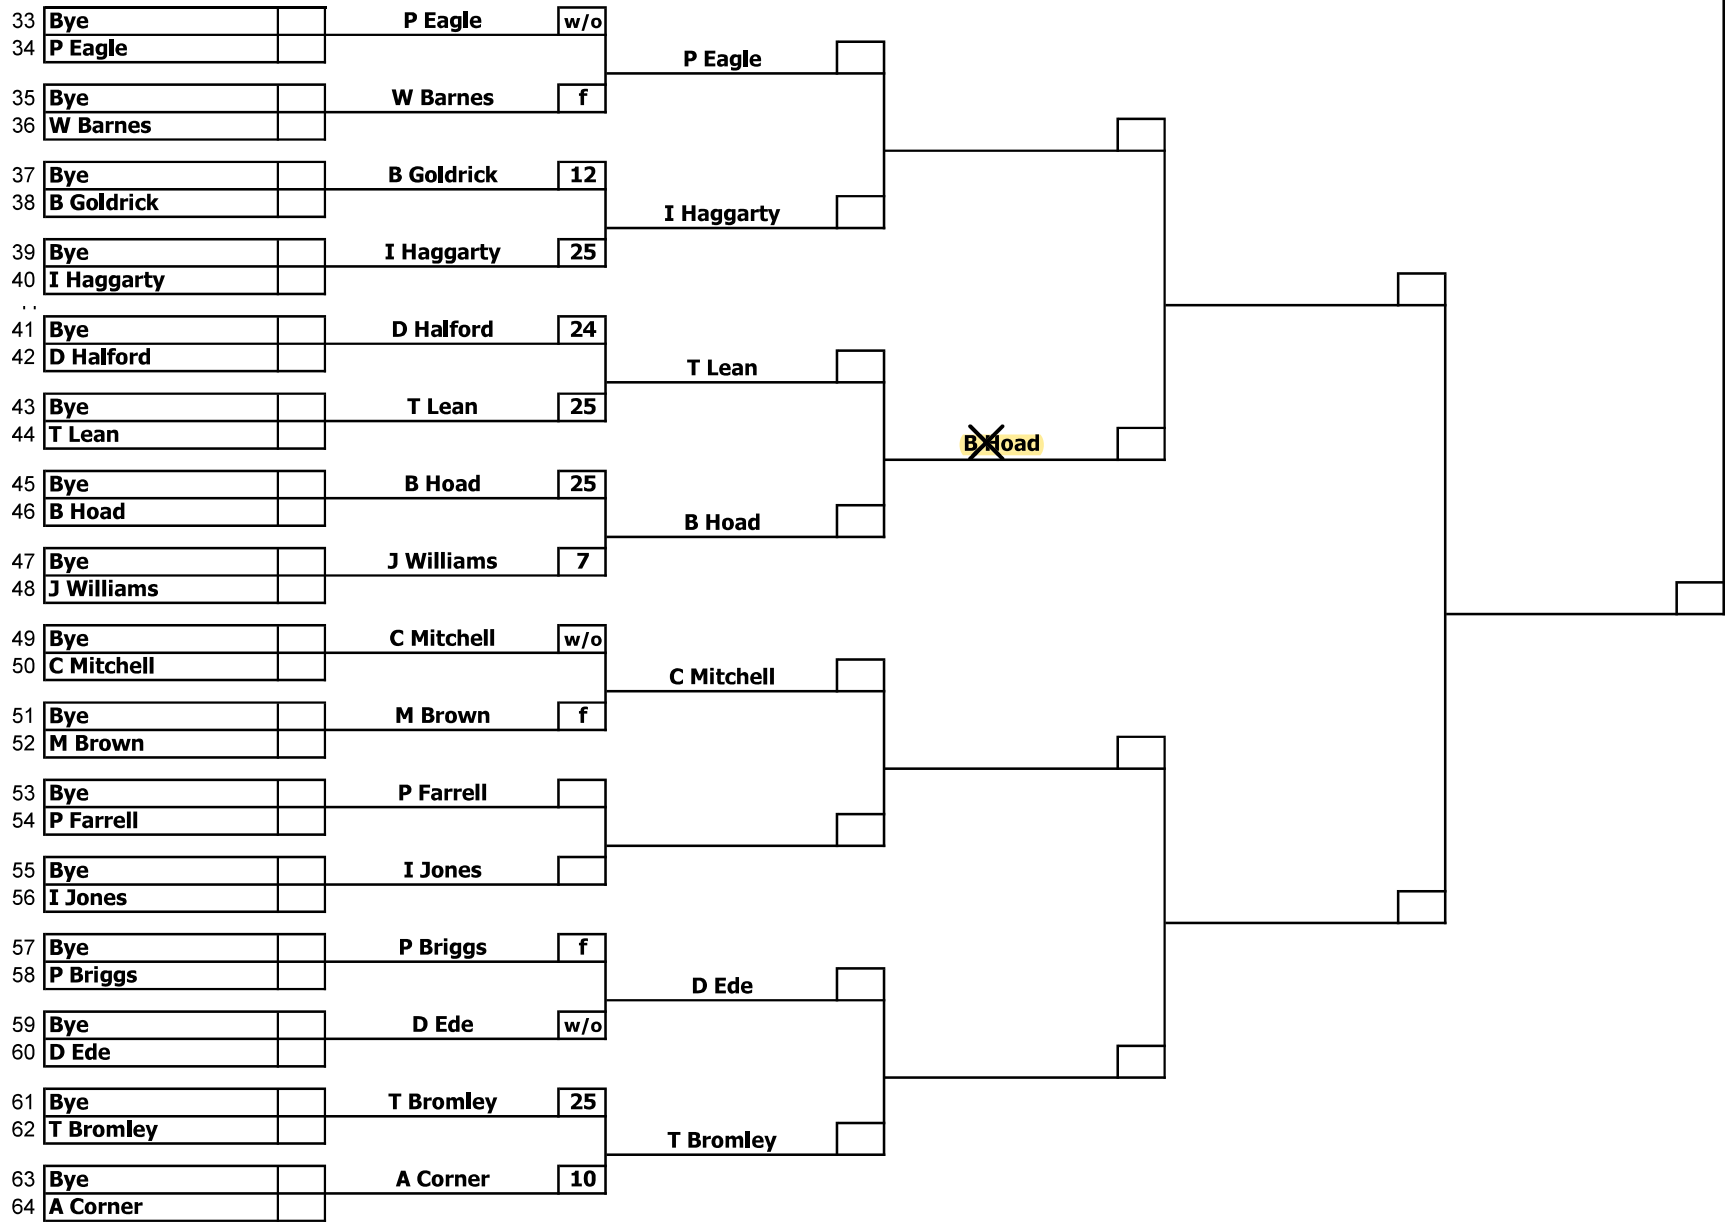 33 Bye P Eagle w/o
34 P Eagle
P Eagle
35 Bye W Barnes f
36 W Barnes
37 Bye B Goldrick 12
38 B Goldrick
I Haggarty
39 Bye I Haggarty 25
40 I Haggarty
41 Bye D Halford 24
42 D Halford
T Lean
43 Bye T Lean 25
44 T Lean
B Hoad
45 Bye B Hoad 25
46 B Hoad
B Hoad
47 Bye J Williams 7
48 J Williams
49 Bye C Mitchell w/o
50 C Mitchell
C Mitchell
51 Bye M Brown f
52 M Brown
53 Bye P Farrell
54 P Farrell
55 Bye I Jones
56 I Jones
57 Bye P Briggs f
58 P Briggs
D Ede
59 Bye D Ede w/o
60 D Ede
61 Bye T Bromley 25
62 T Bromley
T Bromley
63 Bye A Corner 10
64 A Corner